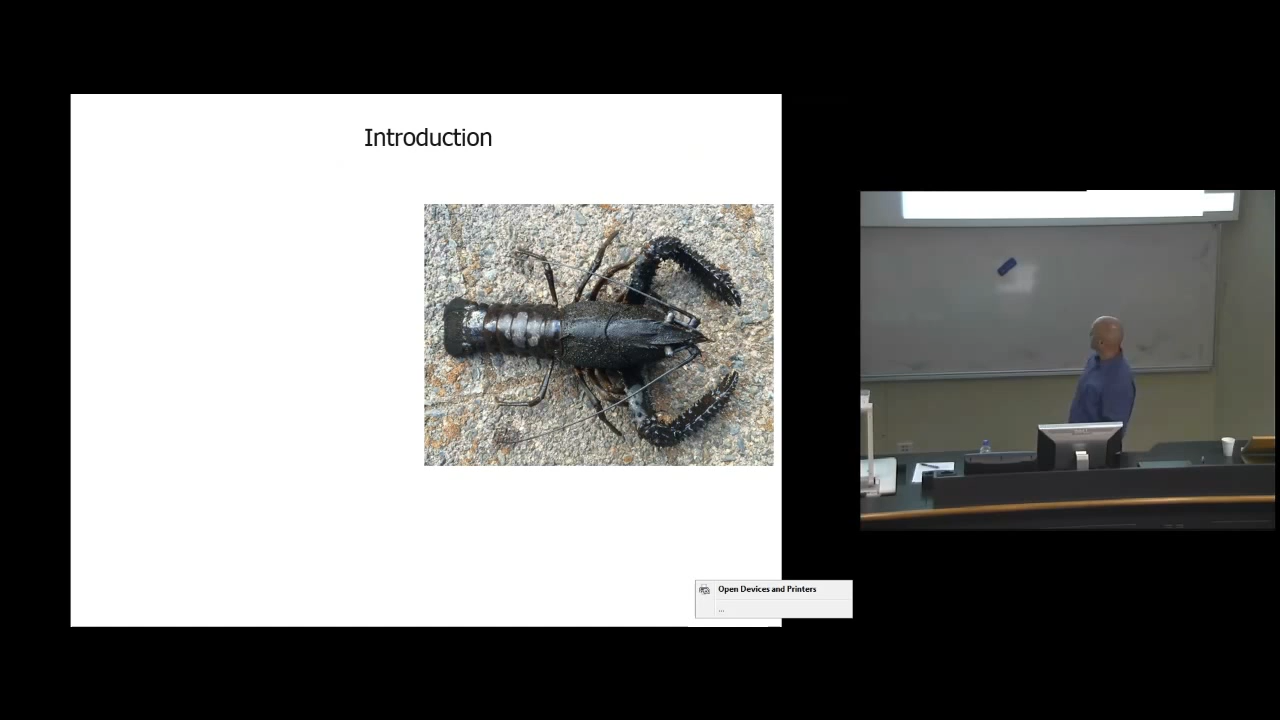 Introduction
Open Devices and Printers
...